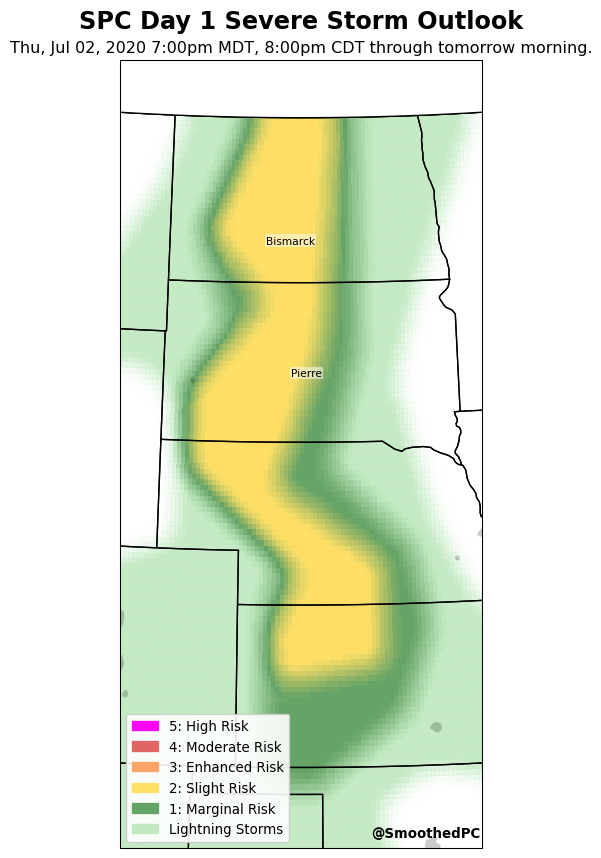 SPC Day 1 Severe Storm Outlook
Thu, Jul 02, 2020 7:00pm MDT, 8:00pm CDT through tomorrow morning.
Bismarck
Pierre
5: High Risk
4: Moderate Risk
3: Enhanced Risk
2: Slight Risk
1: Marginal Risk
Lightning Storms
@SmoothedPC